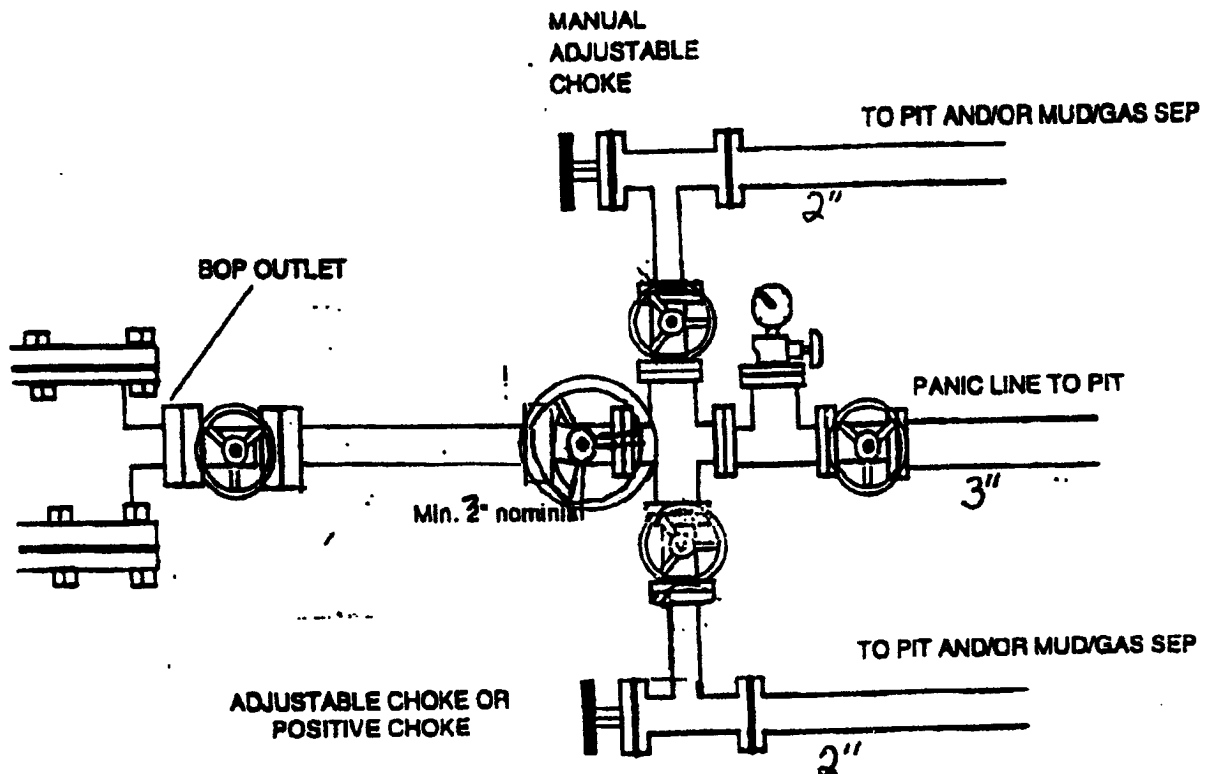 MANUAL
ADJUSTABLE
CHOKE
TO PIT AND/OR MUD/GAS SEP
2"
BOP OUTLET
PANIC LINE TO PIT
3"
Min. nominal
TO PIT AND/OR MUD/GAS SEP
ADJUSTABLE CHOKE OR
POSITIVE CHOKE
2"